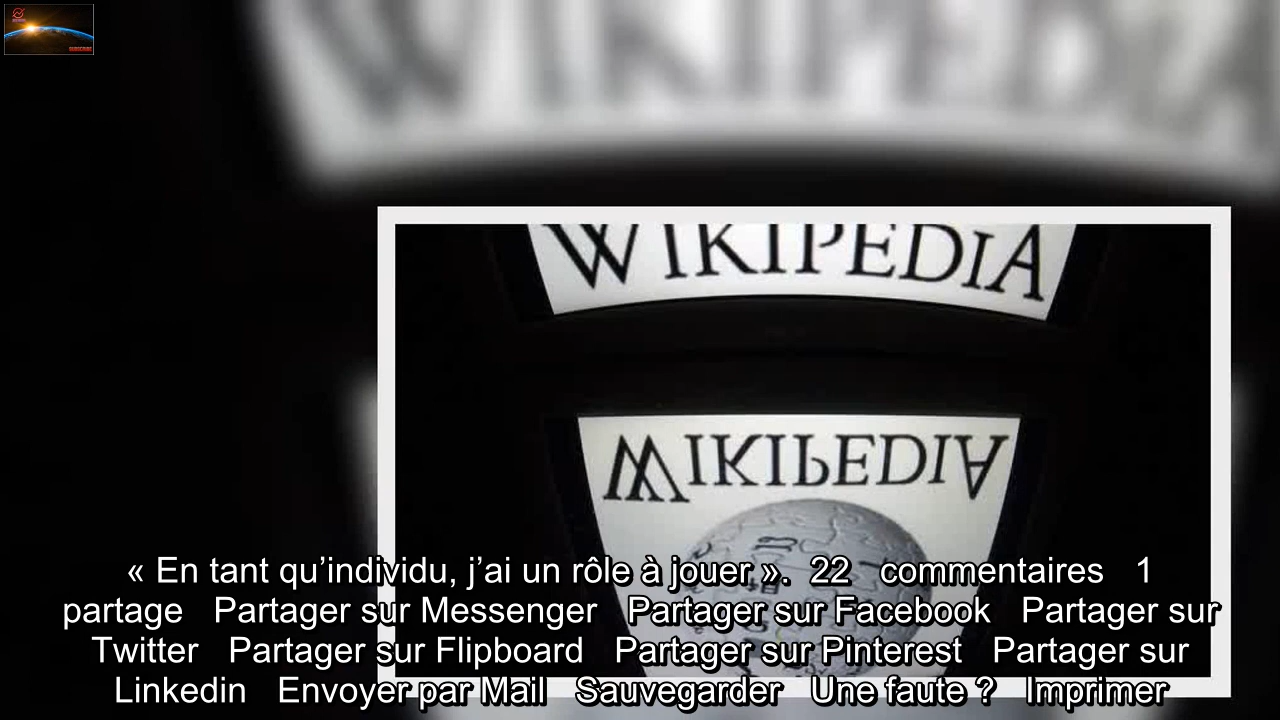 WIKIPEDIA
WIKIPEDIA
WIKIPEDIA
« En tant qu’individu, j’ai un rôle à jouer ». 22 commentaires 1
partage Partager sur Messenger Partager sur Facebook Partager sur
Twitter Partager sur Flipboard Partager sur Pinterest Partager sur
Linkedin Envoyer par Mail Sauvegarder Une faute ? Imprimer